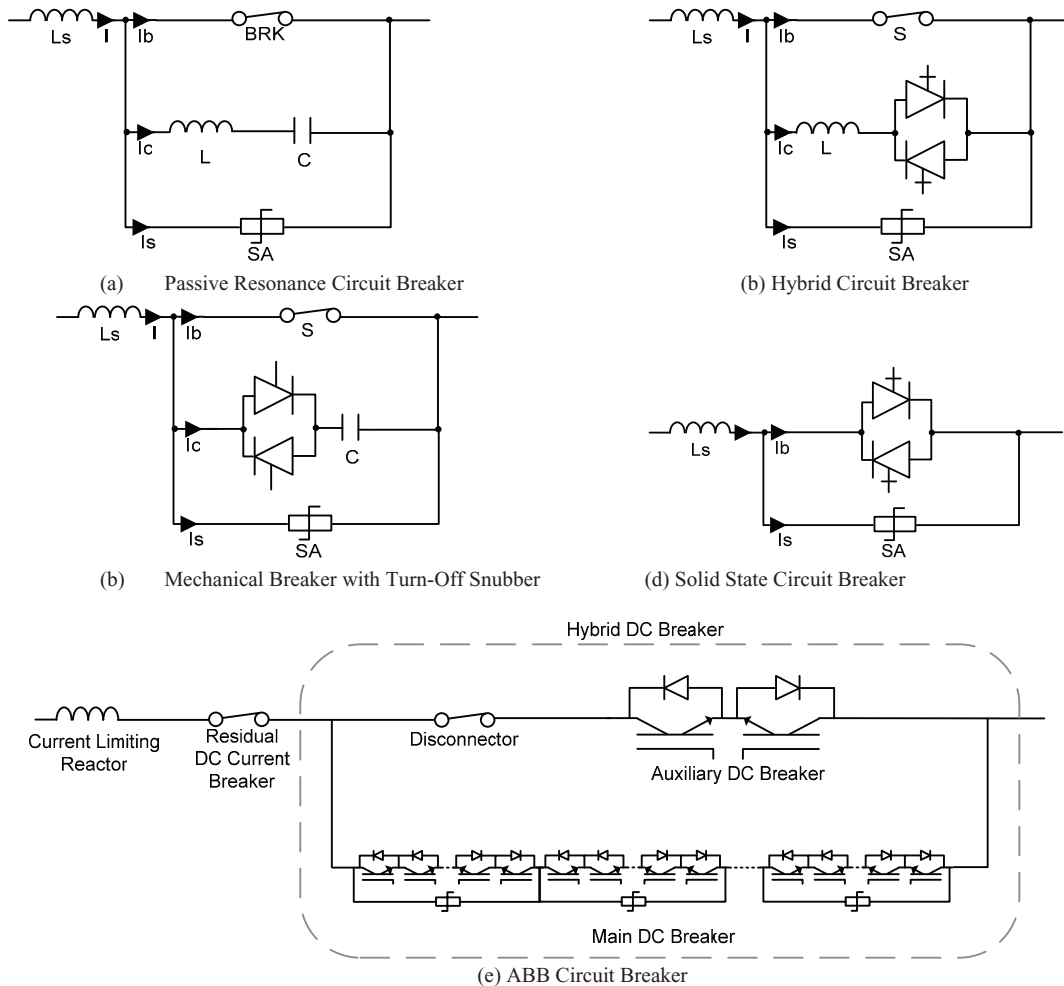 Ls
I
Ib
BRK
Ic
L
C
Is
SA
(a) Passive Resonance Circuit Breaker
Ls
I
Ib
S
Ic
L
Is
SA
(b) Hybrid Circuit Breaker
Ls
I
Ib
S
Ic
C
Is
SA
(b) Mechanical Breaker with Turn-Off Snubber
Ls
Ib
Is
SA
(d) Solid State Circuit Breaker
Hybrid DC Breaker
Current Limiting
Reactor
Residual
DC Current
Breaker
Disconnector
Auxiliary DC Breaker
Main DC Breaker
(e) ABB Circuit Breaker